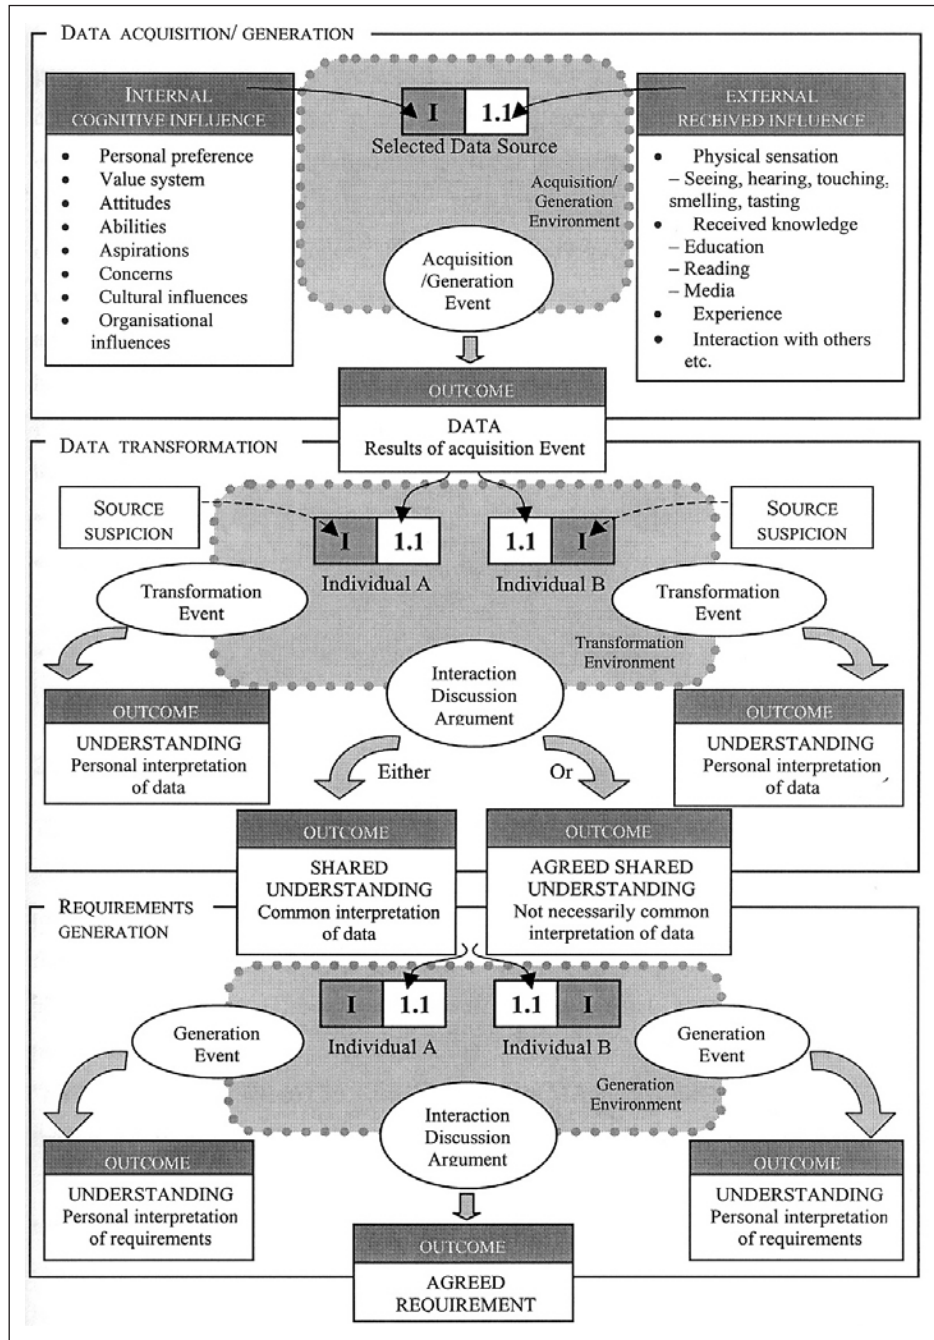 DATA ACQUISITION/ GENERATION
INTERNAL
COGNITIVE INFLUENCE
• Personal preference
• Value system
• Attitudes
• Abilities
• Aspirations
• Concerns
• Cultural influences
• Organisational
influences
I 1.1
Selected Data Source
Acquisition/
Generation
Environment
Acquisition
/Generation
Event
EXTERNAL
RECEIVED INFLUENCE
• Physical sensation
– Seeing, hearing, touching,
smelling, tasting
• Received knowledge
– Education
– Reading
– Media
• Experience
• Interaction with others
etc.
OUTCOME
DATA
Results of acquisition Event
DATA TRANSFORMATION
SOURCE
SUSPICION
I 1.1
Individual A
1.1 I
Individual B
SOURCE
SUSPICION
Transformation
Event
Transformation
Event
Transformation
Environment
Interaction
Discussion
Argument
OUTCOME
UNDERSTANDING
Personal interpretation
of data
Either
Or
OUTCOME
UNDERSTANDING
Personal interpretation
of data
OUTCOME
SHARED
UNDERSTANDING
Common interpretation
of data
OUTCOME
AGREED SHARED
UNDERSTANDING
Not necessarily common
interpretation of data
REQUIREMENTS
GENERATION
I 1.1
Individual A
1.1 I
Individual B
Generation
Event
Generation
Event
Generation
Environment
Interaction
Discussion
Argument
OUTCOME
UNDERSTANDING
Personal interpretation
of requirements
OUTCOME
UNDERSTANDING
Personal interpretation
of requirements
OUTCOME
AGREED
REQUIREMENT